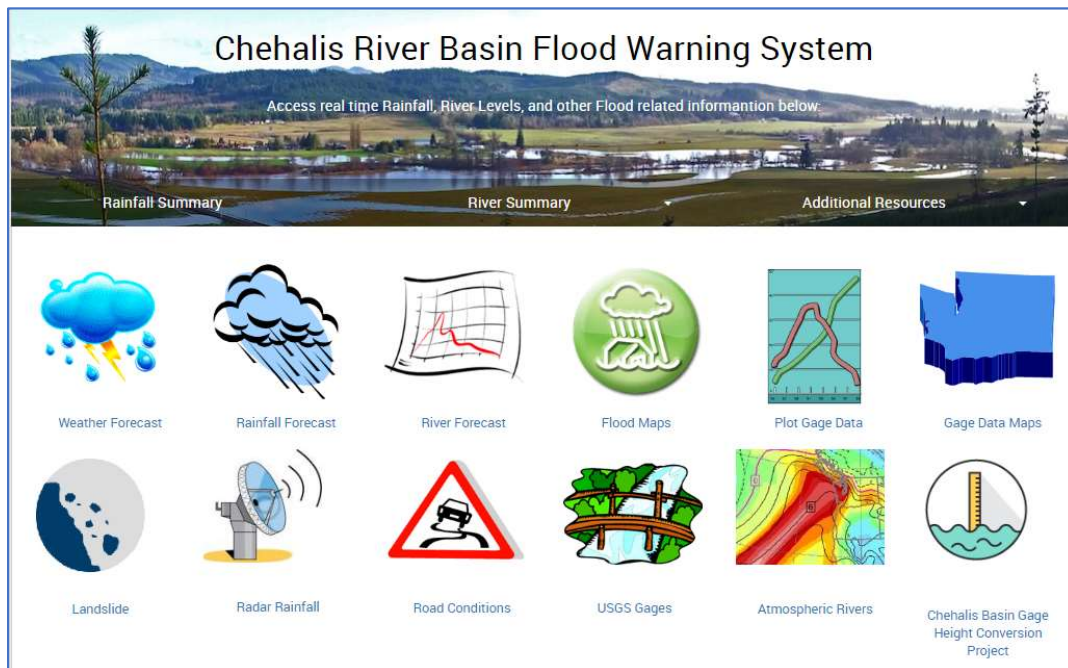 Chehalis River Basin Flood Warning System
Access real time Rainfall, River Levels, and other Flood related informantion below:
Rainfall Summary
River Summary
Additional Resources
Weather Forecast
Rainfall Forecast
River Forecast
Flood Maps
Plot Gage Data
Gage Data Maps
Landslide
Radar Rainfall
Road Conditions
USGS Gages
Atmospheric Rivers
Chehalis Basin Gage
Height Conversion
Project